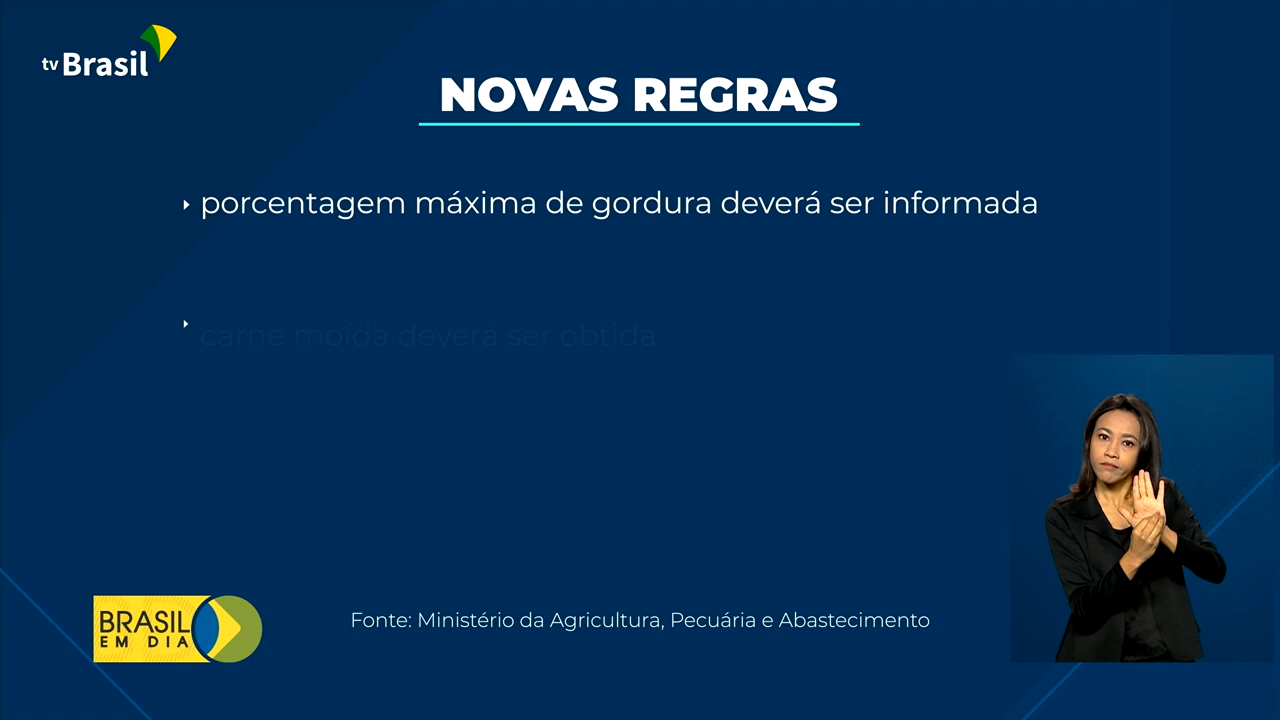 tv Brasil
NOVAS REGRAS
porcentagem máxima de gordura deverá ser informada
carne moída deverá ser obtida
BRASIL
EM DIA
Fonte: Ministério da Agricultura, Pecuária e Abastecimento